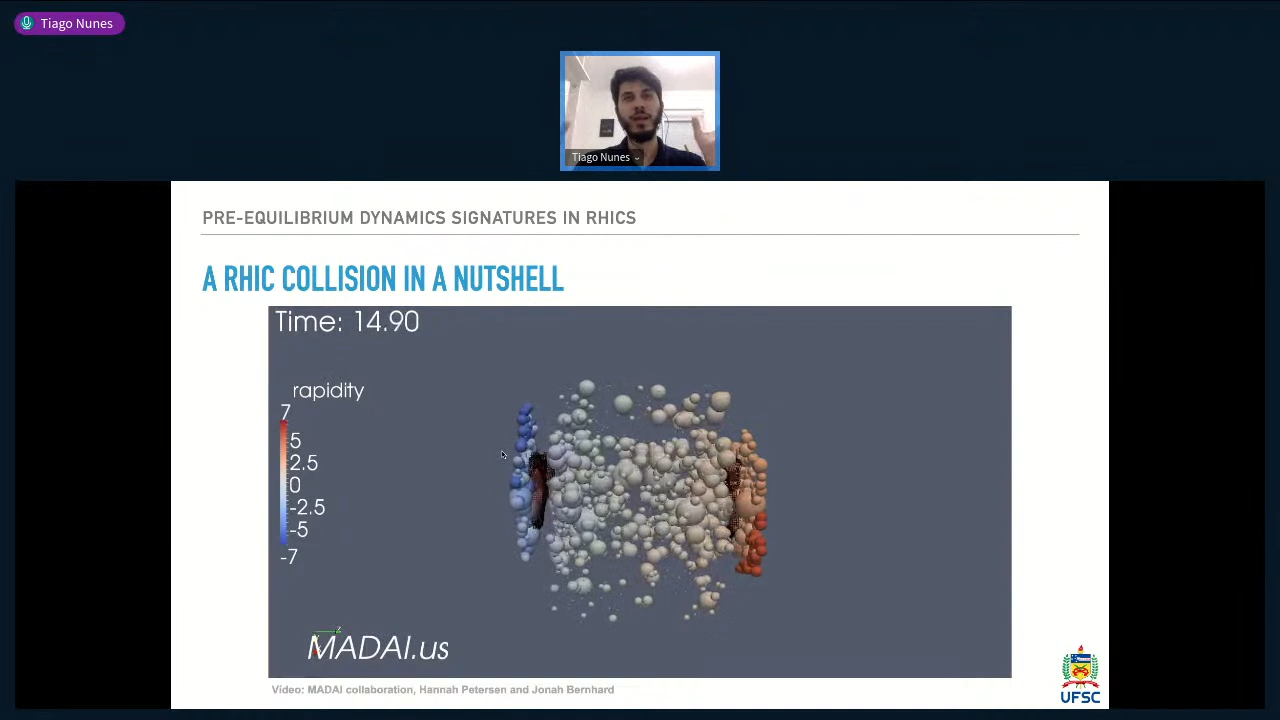 Tiago Nunes
Tiago Nunes
PRE-EQUILIBRIUM DYNAMICS SIGNATURES IN RHICS
A RHIC COLLISION IN A NUTSHELL
Time: 14.90
rapidity
7
5
2.5
0
-2.5
-5
-7
MADAI.us
Video: MADAI collaboration, Hannah Petersen and Jonah Bernhard
UFSC